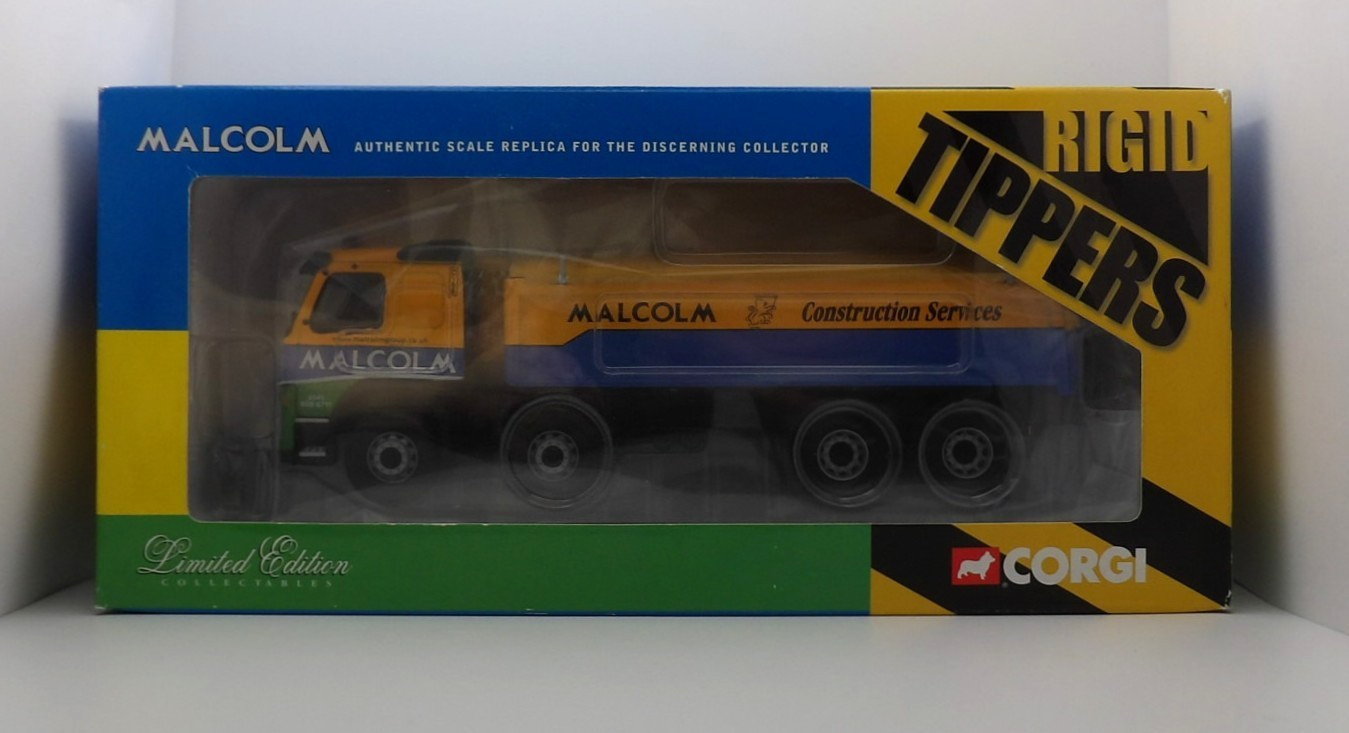 MALCOLM
AUTHENTIC SCALE REPLICA FOR THE DISCERNING COLLECTOR
RIGID
TIPPERS
MALCOLM
Construction Services
MALCOLM
Limited Edition
COLLECTABLES
CORGI